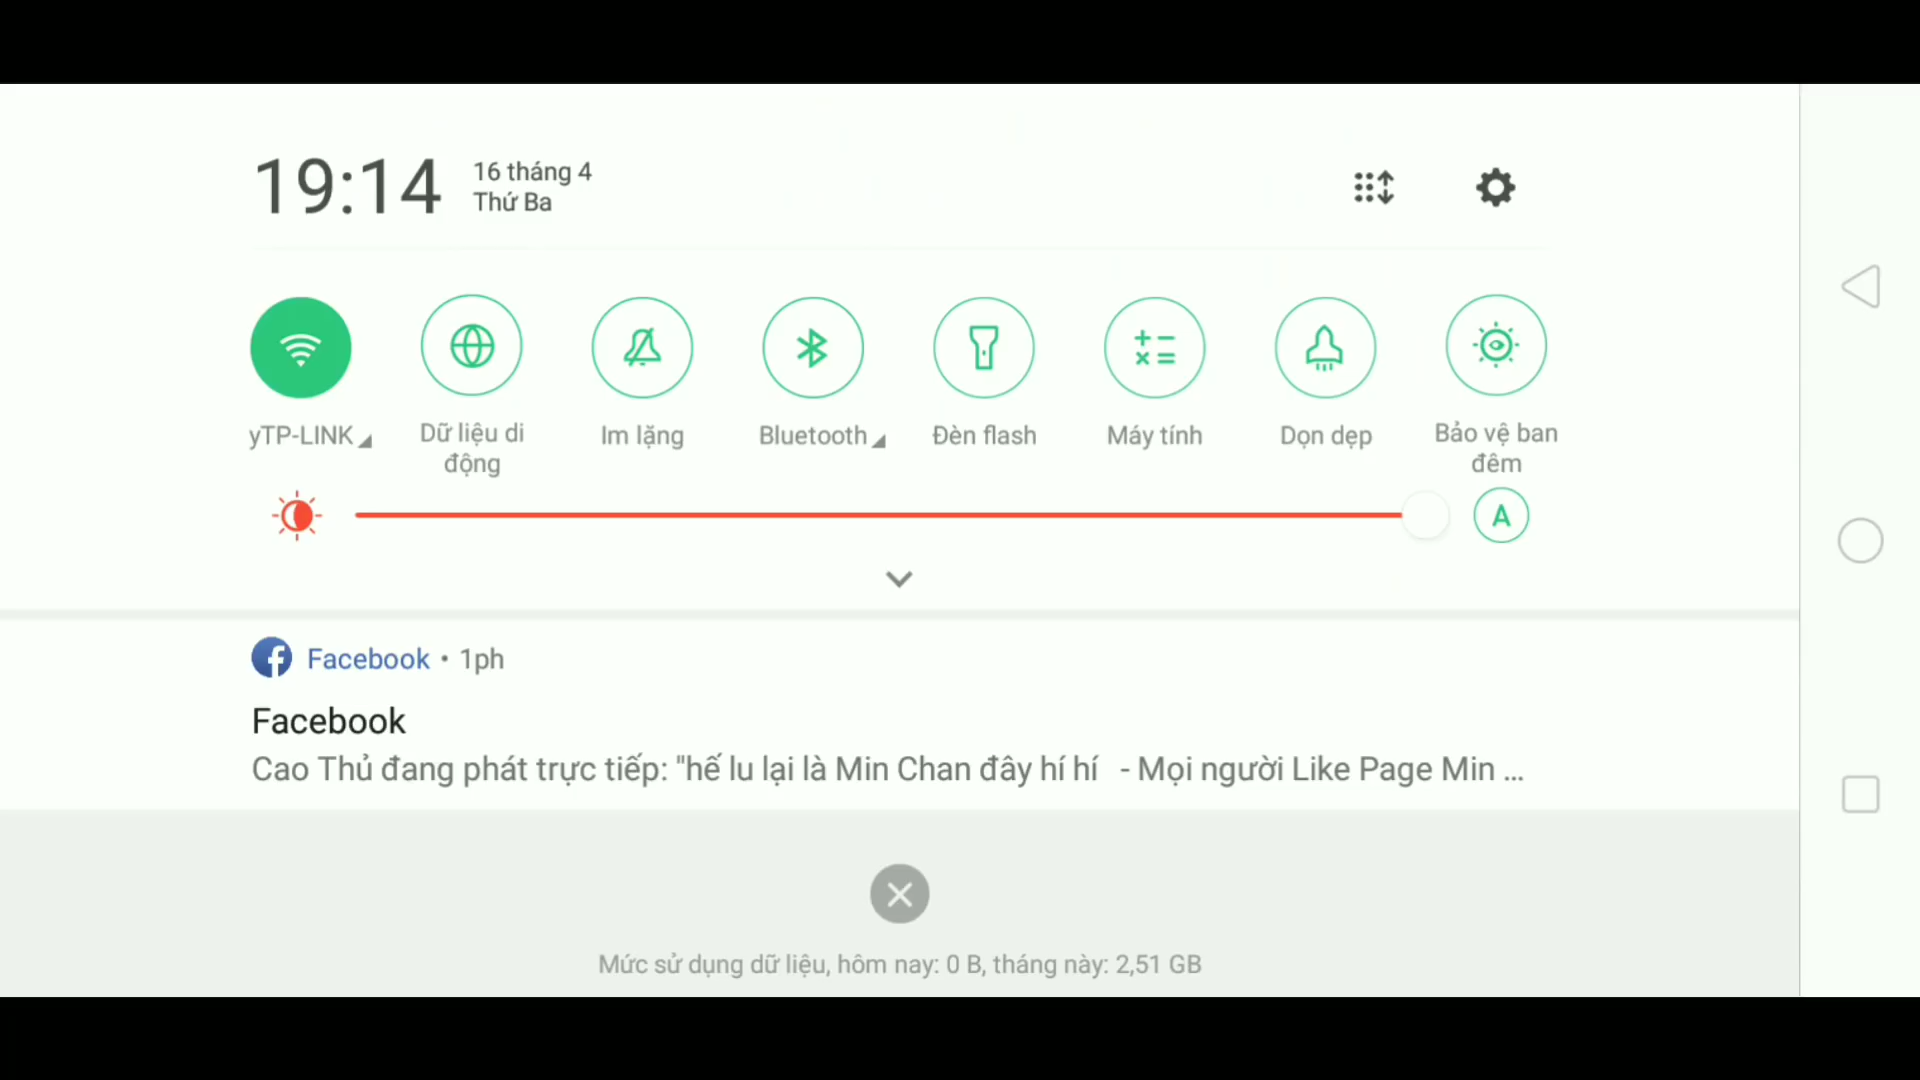 19:14
16 tháng 4
Thứ Ba
yTP-LINK
Dữ liệu di
động
Im lặng
Bluetooth
Đèn flash
Máy tính
Dọn dẹp
Bảo vệ ban
đêm
A
Facebook • 1ph
Facebook
Cao Thủ đang phát trực tiếp: "hế lu lại là Min Chan đây hí hí - Mọi người Like Page Min ...
Mức sử dụng dữ liệu, hôm nay: 0 B, tháng này: 2,51 GB